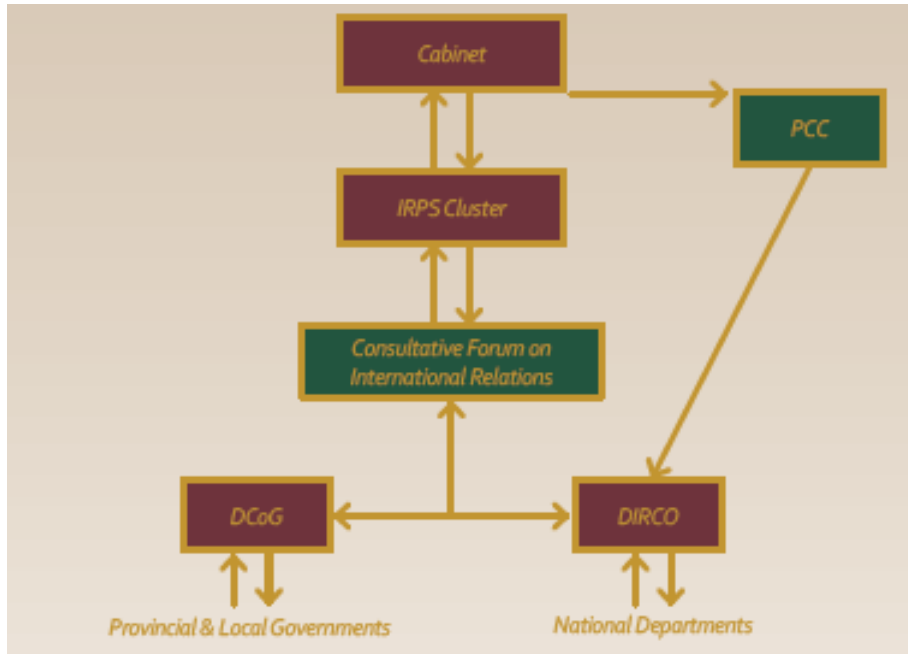 Cabinet
PCC
IRPS Cluster
Consultative Forum on
International Relations
DCoG
DIRCO
Provincial & Local Governments
National Departments